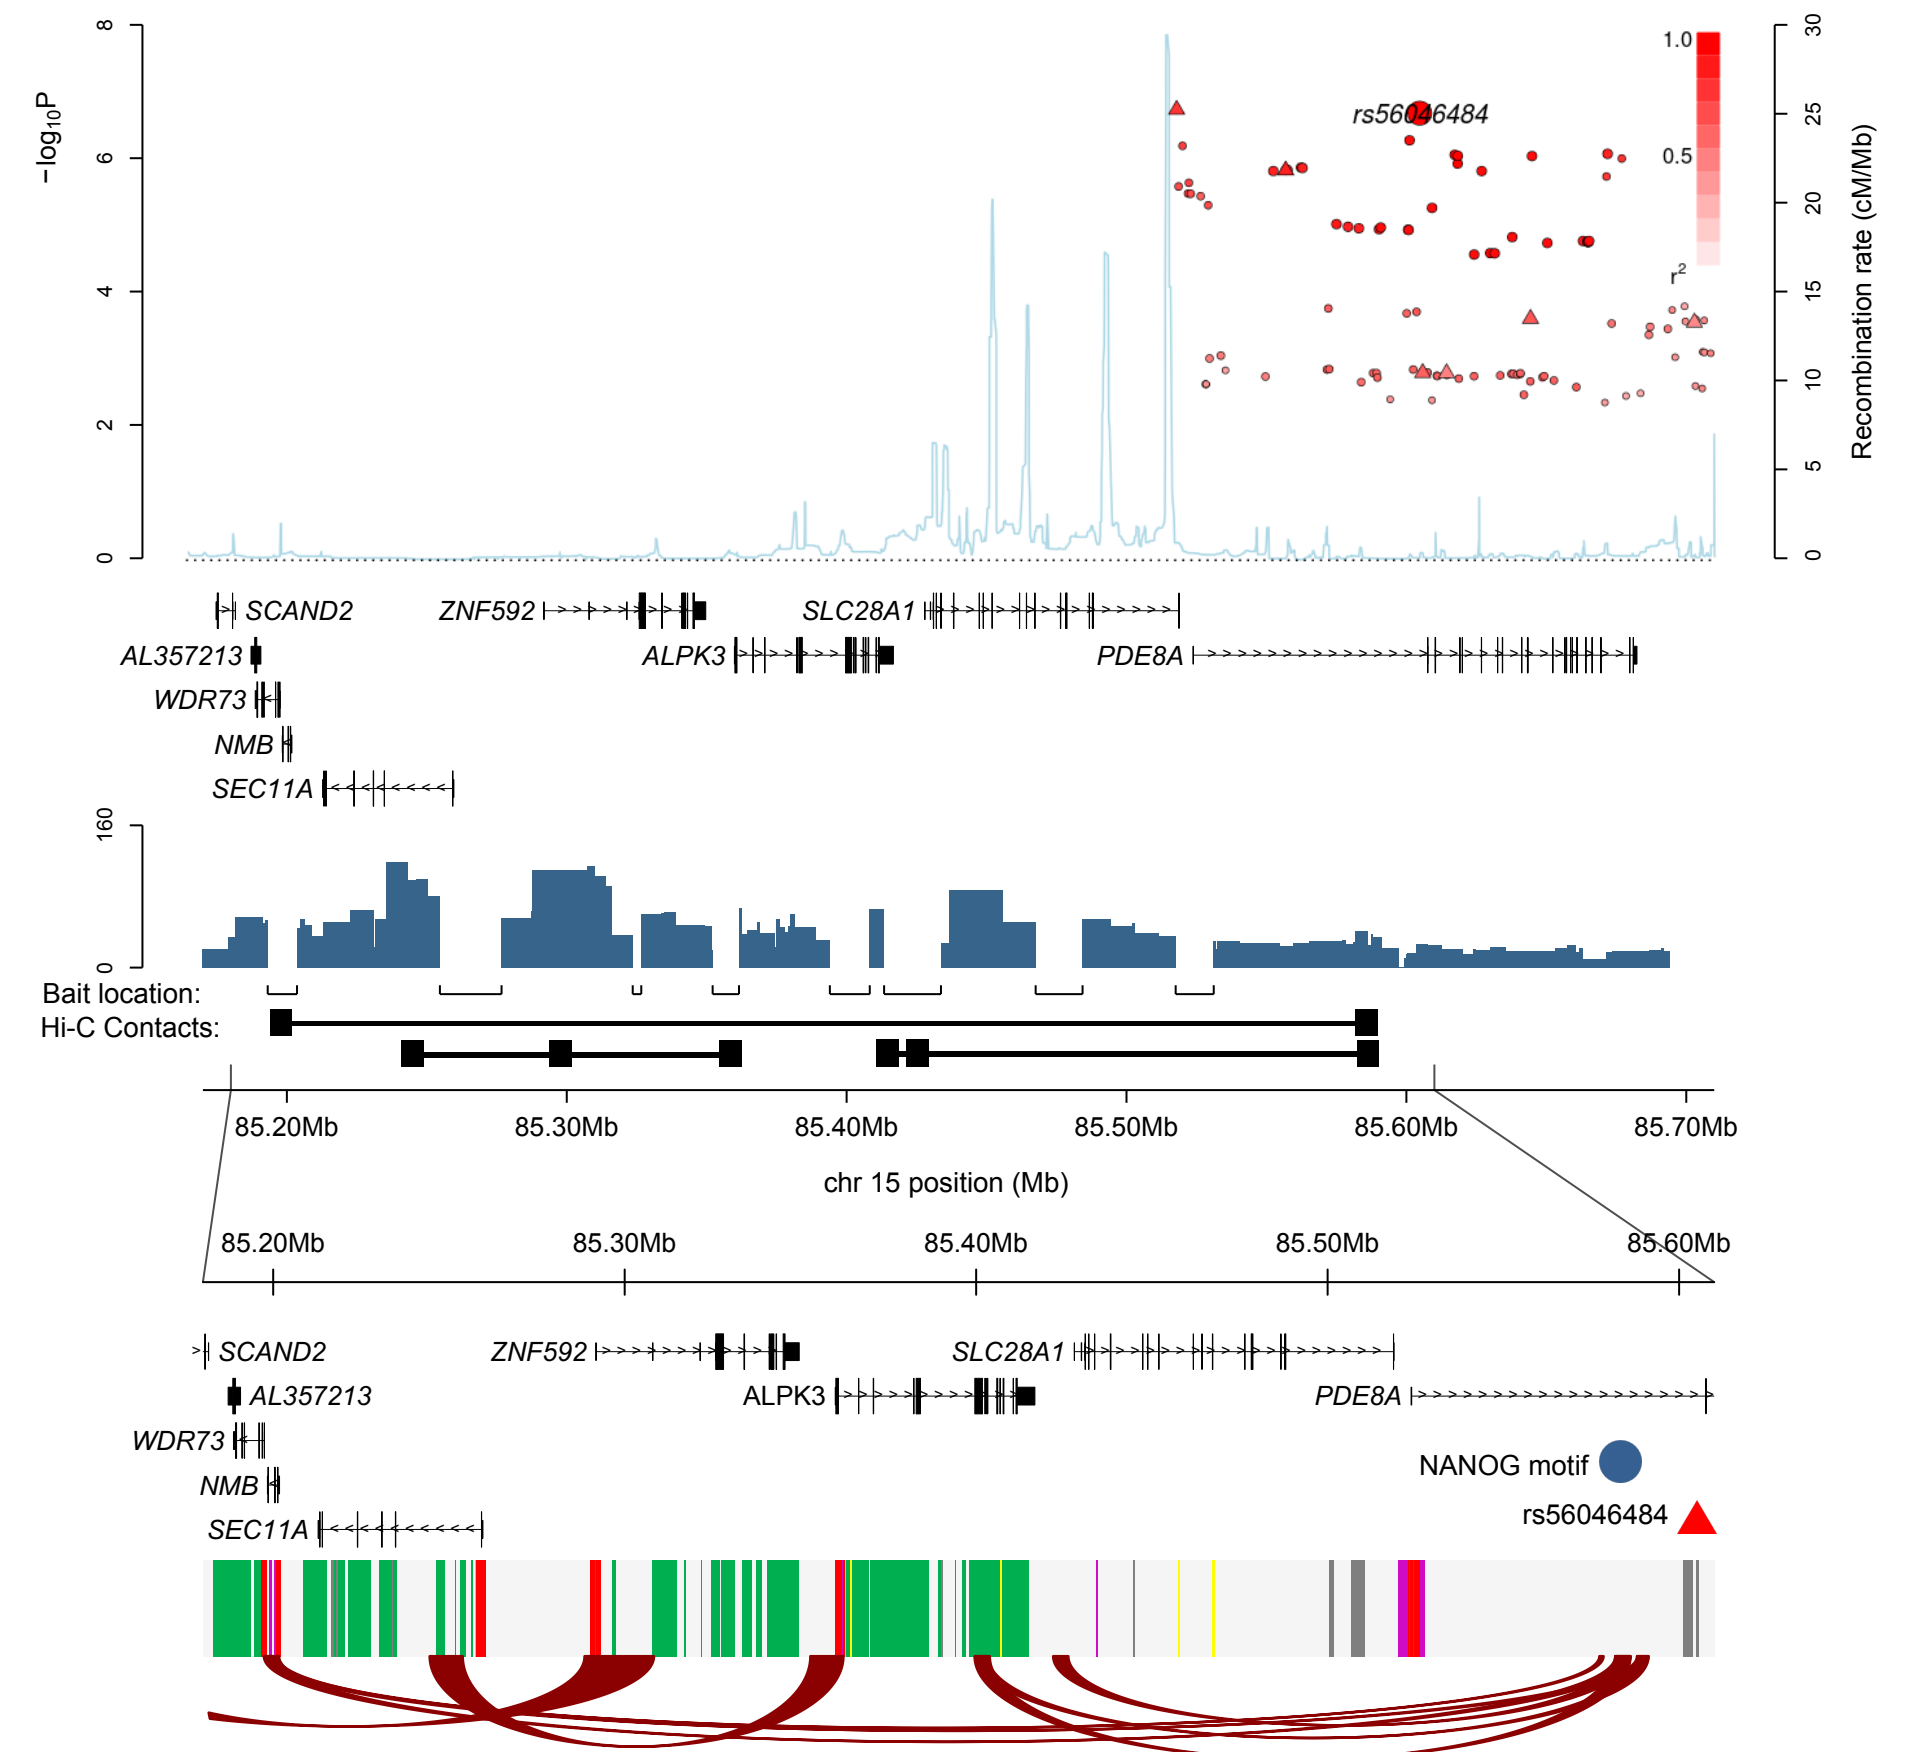 8
6
4
2
0
−log10P
30
25
20
15
10
5
0
Recombination rate (cM/Mb)
1.0
0.5
r2
rs56046484
SCAND2
ZNF592
SLC28A1
AL357213
ALPK3
PDE8A
WDR73
NMB
SEC11A
160
0
Bait location:
Hi-C Contacts:
85.20Mb 85.30Mb 85.40Mb 85.50Mb 85.60Mb 85.70Mb
chr 15 position (Mb)
85.20Mb 85.30Mb 85.40Mb 85.50Mb 85.60Mb
SCAND2
ZNF592
SLC28A1
AL357213
ALPK3
PDE8A
WDR73
NANOG motif
NMB
rs56046484
SEC11A